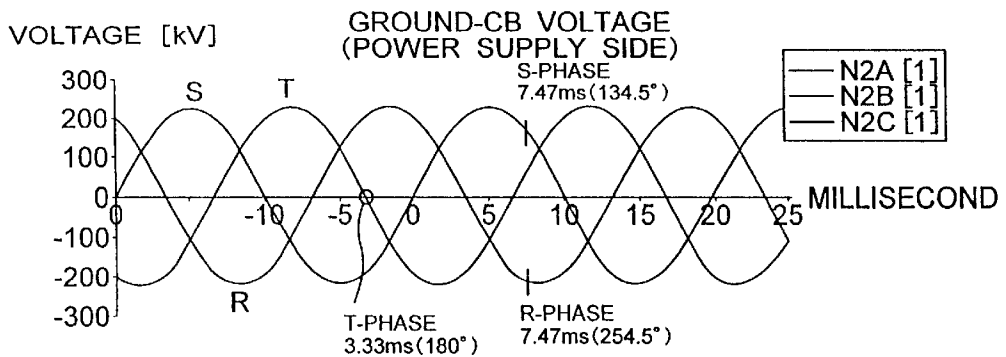 GROUND-CB VOLTAGE
(POWER SUPPLY SIDE)
VOLTAGE [kV]
S-PHASE
7.47ms(134.5°)
N2A [1]
N2B [1]
N2C [1]
300
200
100
0
-100
-200
-300
S
T
R
0
-10
-5
0
5
10
15
20
25
MILLISECOND
T-PHASE
3.33ms(180°)
R-PHASE
7.47ms(254.5°)